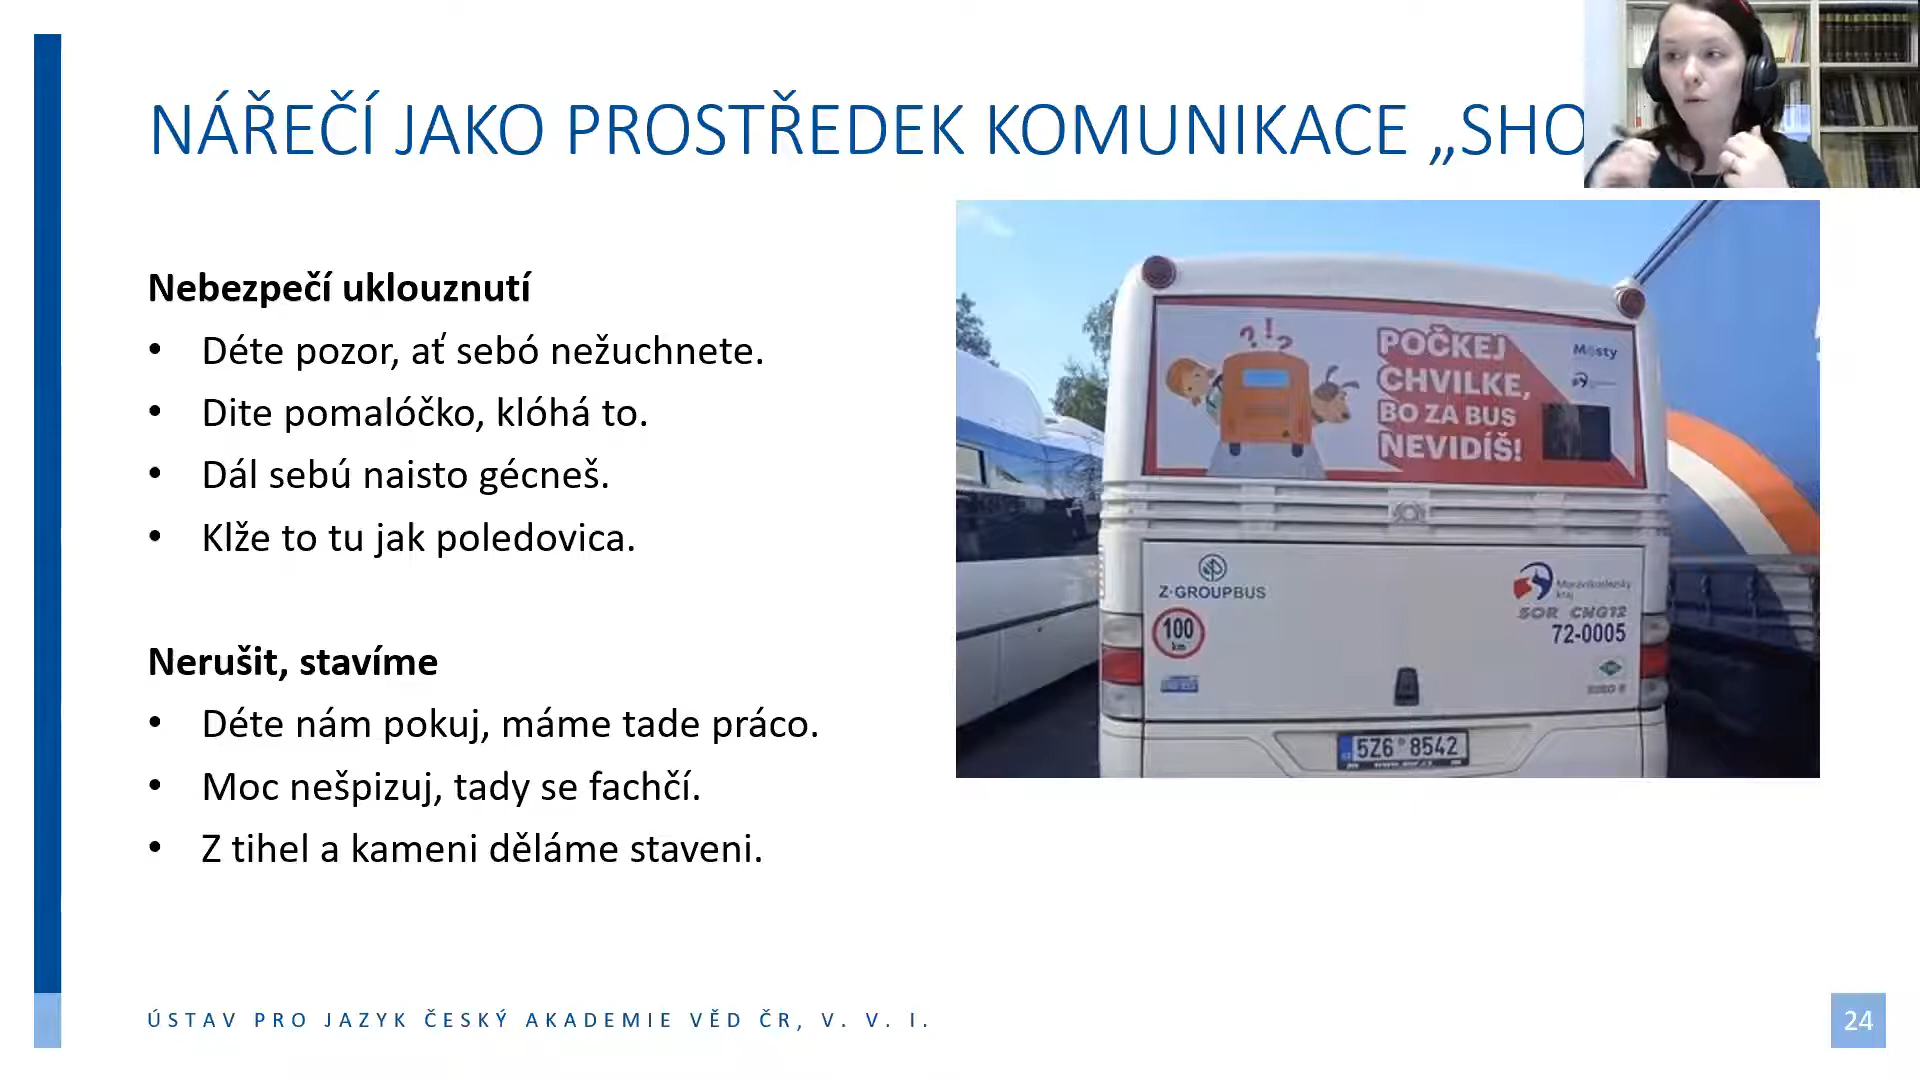 NÁŘEČÍ JAKO PROSTŘEDEK KOMUNIKACE „SHO
Nebezpečí uklouznutí
• Déte pozor, ať sebó nežuchnete.
• Dite pomalóčko, klóhá to.
• Dál sebú naisto gécneš.
• Klže to tu jak poledovica.
Nerušit, stavíme
• Déte nám pokuj, máme tade práco.
• Moc nešpizuj, tady se fachčí.
• Z tihel a kameni děláme staveni.
?!?
POČKEJ
CHVILKE,
BO ZA BUS
NEVIDÍŠ!
Mosty
Z-GROUPBUS
100
km
Moravskoslezský
kraj
SOR CNG12
72-0005
5Z6 8542
ÚSTAV PRO JAZYK ČESKÝ AKADEMIE VĚD ČR, V. V. I.
24